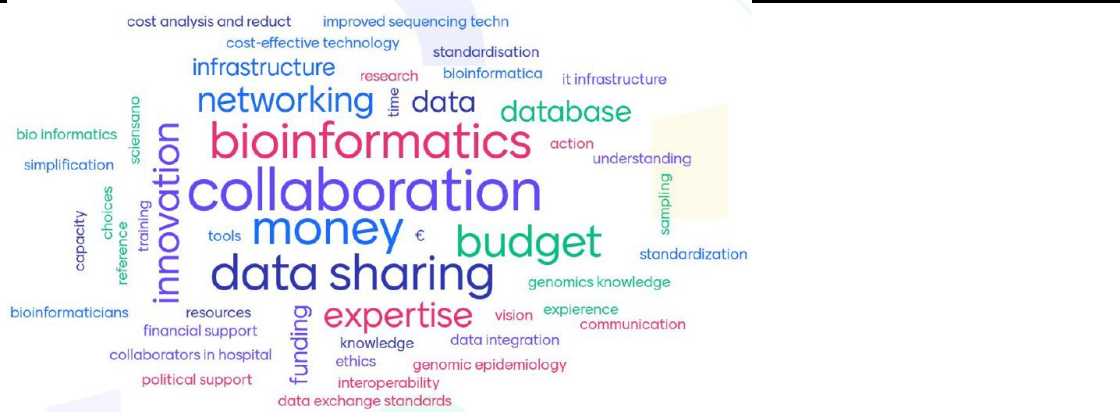 cost analysis and reduct
improved sequencing techn
cost-effective technology
standardisation
infrastructure
research
bioinformatica
it infrastructure
networking
time
data
database
bio informatics
sciensano
bioinformatics
action
simplification
innovation
understanding
collaboration
sampling
capacity
choices
reference
training
tools
money
€
budget
standardization
data sharing
genomics knowledge
bioinformaticians
resources
funding
expertise
vision
expierence
financial support
communication
knowledge
data integration
collaborators in hospital
ethics
genomic epidemiology
political support
interoperability
data exchange standards